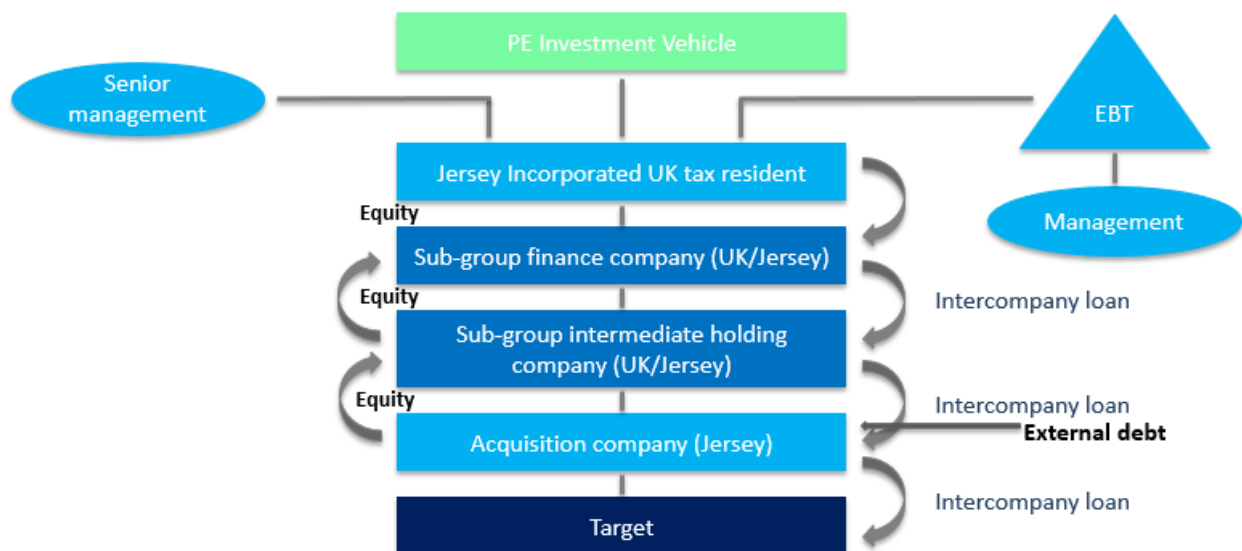 PE Investment Vehicle
Senior
management
EBT
Jersey Incorporated UK tax resident
Equity
Management
Sub-group finance company (UK/Jersey)
Equity
Intercompany loan
Sub-group intermediate holding
company (UK/Jersey)
Equity
Intercompany loan
External debt
Acquisition company (Jersey)
Intercompany loan
Target